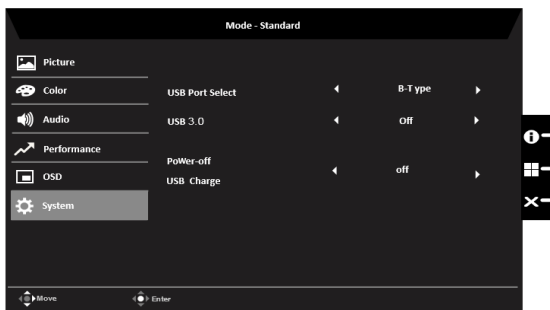 Mode - Standard
Picture
Color
Audio
Performance
OSD
System
USB Port Select B-Type
USB 3.0 Off
PoWer-off
USB Charge off
Move Enter